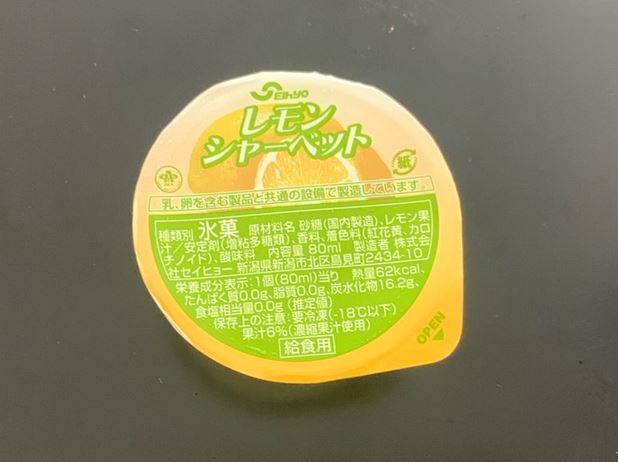 SEIHYO
レモン
シャーベット
紙
乳、卵を含む製品と共通の設備で製造しています。
種類別 氷菓 原材料名 砂糖(国内製造)、レモン果
汁/安定剤(増粘多糖類)、香料、着色料(紅花黄、カロ
チノイド)、酸味料 内容量 80ml 製造者 株式会
社セイヒョー 新潟県新潟市北区島見町2434-10
栄養成分表示:1個(80ml)当り 熱量62kcal、
たんぱく質0.0g、脂質0.0g、炭水化物16.2g、
食塩相当量0.0g (推定値)
保存上の注意:要冷凍(-18℃以下)
果汁6%(濃縮果汁使用)
給食用
OPEN